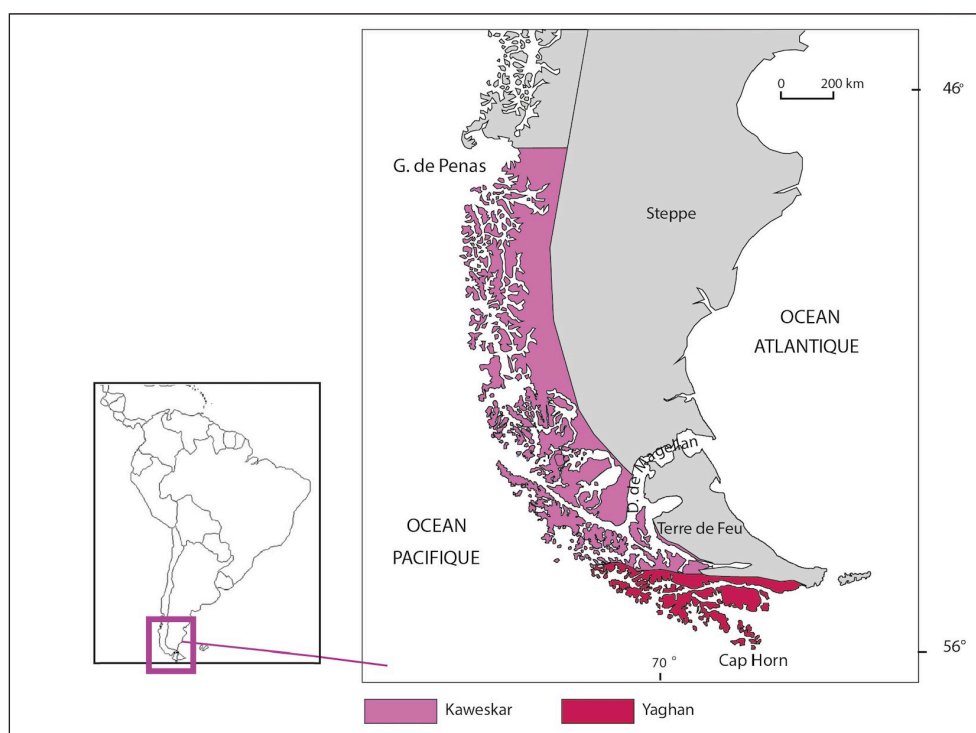 0 200 km
46°
G. de Penas
Steppe
OCEAN
ATLANTIQUE
D. de Magellan
OCEAN
PACIFIQUE
Terre de Feu
Cap Horn
70 °
56°
Kaweskar
Yaghan